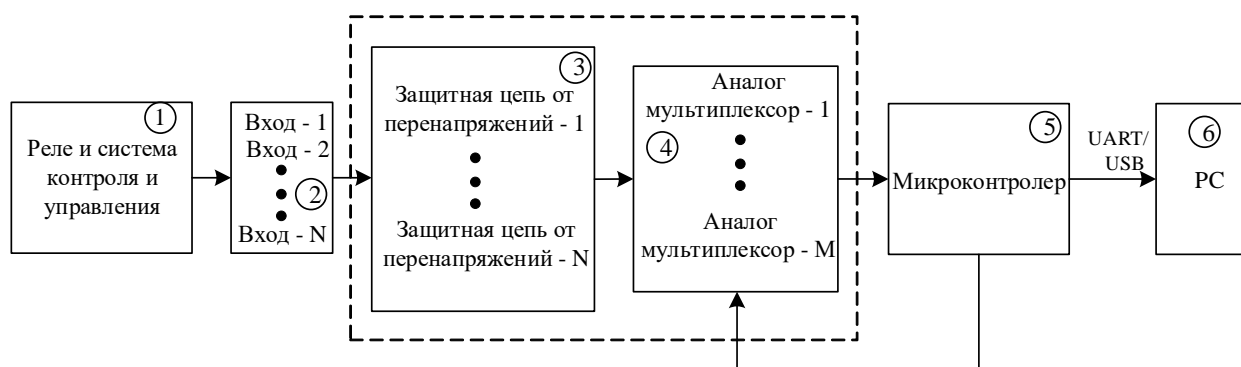 1
Реле и система
контроля и
управления
Вход - 1
Вход - 2
2
Вход - N
3
Защитная цепь от
перенапряжений - 1
Защитная цепь от
перенапряжений - N
Аналог
мультиплексор - 1
4
Аналог
мультиплексор - M
5
Микроконтролер
UART/
USB
6
PC